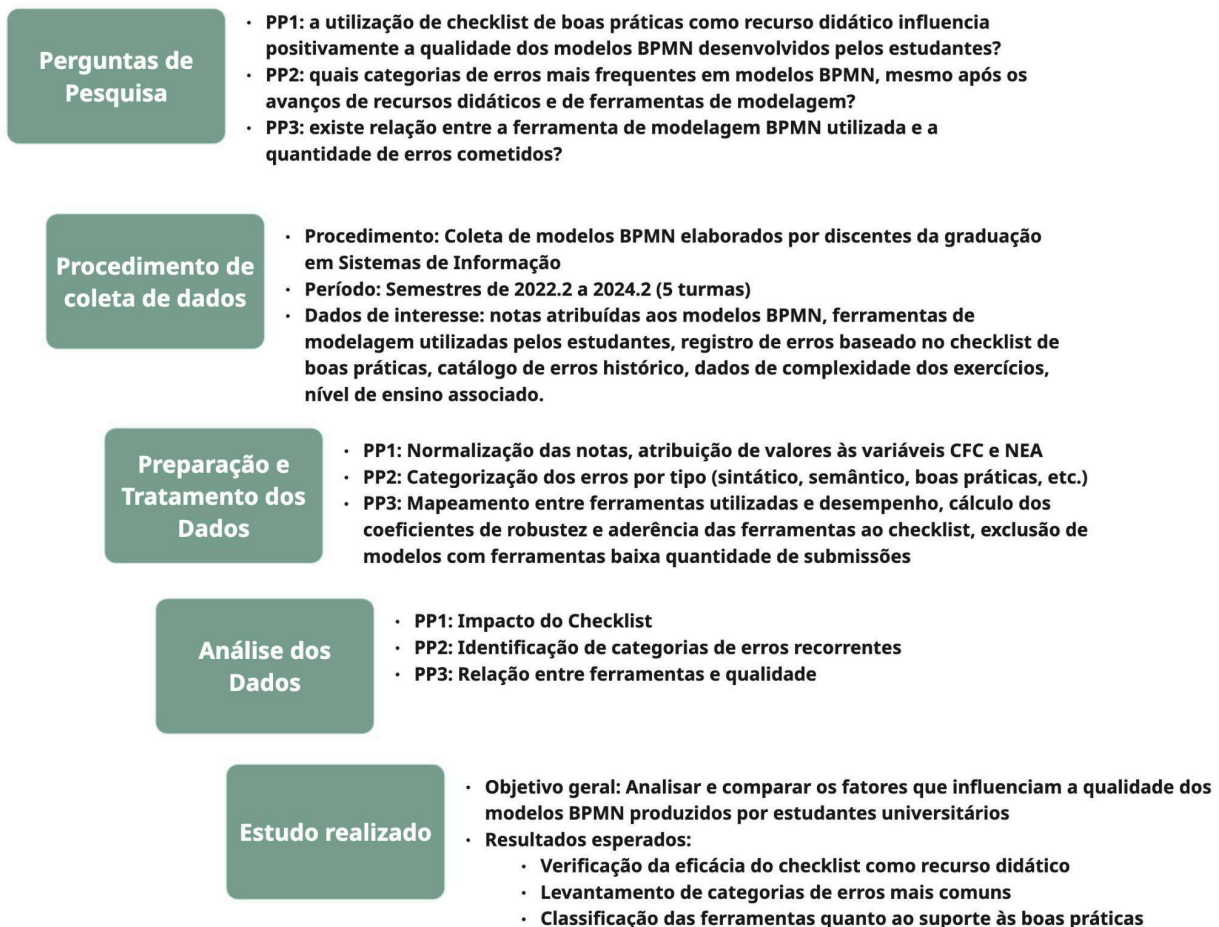 Perguntas de
Pesquisa
· PP1: a utilização de checklist de boas práticas como recurso didático influencia
positivamente a qualidade dos modelos BPMN desenvolvidos pelos estudantes?
· PP2: quais categorias de erros mais frequentes em modelos BPMN, mesmo após os
avanços de recursos didáticos e de ferramentas de modelagem?
· PP3: existe relação entre a ferramenta de modelagem BPMN utilizada e a
quantidade de erros cometidos?
Procedimento de
coleta de dados
· Procedimento: Coleta de modelos BPMN elaborados por discentes da graduação
em Sistemas de Informação
· Período: Semestres de 2022.2 a 2024.2 (5 turmas)
· Dados de interesse: notas atribuídas aos modelos BPMN, ferramentas de
modelagem utilizadas pelos estudantes, registro de erros baseado no checklist de
boas práticas, catálogo de erros histórico, dados de complexidade dos exercícios,
nível de ensino associado.
Preparação e
Tratamento dos
Dados
· PP1: Normalização das notas, atribuição de valores às variáveis CFC e NEA
· PP2: Categorização dos erros por tipo (sintático, semântico, boas práticas, etc.)
· PP3: Mapeamento entre ferramentas utilizadas e desempenho, cálculo dos
coeficientes de robustez e aderência das ferramentas ao checklist, exclusão de
modelos com ferramentas baixa quantidade de submissões
Análise dos
Dados
· PP1: Impacto do Checklist
· PP2: Identificação de categorias de erros recorrentes
· PP3: Relação entre ferramentas e qualidade
Estudo realizado
· Objetivo geral: Analisar e comparar os fatores que influenciam a qualidade dos
modelos BPMN produzidos por estudantes universitários
· Resultados esperados:
· Verificação da eficácia do checklist como recurso didático
· Levantamento de categorias de erros mais comuns
· Classificação das ferramentas quanto ao suporte às boas práticas